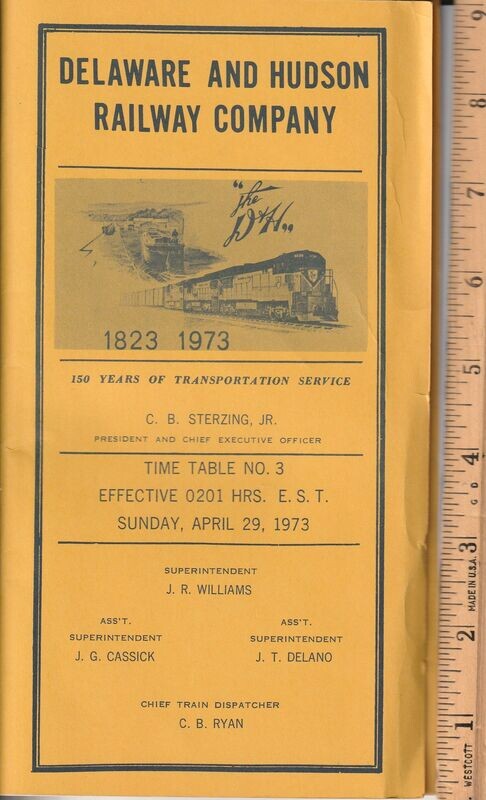 DELAWARE AND HUDSON
RAILWAY COMPANY
"the
D&H"
1823 1973
150 YEARS OF TRANSPORTATION SERVICE
C. B. STERZING, JR.
PRESIDENT AND CHIEF EXECUTIVE OFFICER
TIME TABLE NO. 3
EFFECTIVE 0201 HRS. E. S. T.
SUNDAY, APRIL 29, 1973
SUPERINTENDENT
J. R. WILLIAMS
ASS'T.
SUPERINTENDENT
J. G. CASSICK
ASS'T.
SUPERINTENDENT
J. T. DELANO
CHIEF TRAIN DISPATCHER
C. B. RYAN
9
8
7
6
5
4
3
2
1
G D
MADE IN U.S.A.
WESTCOTT